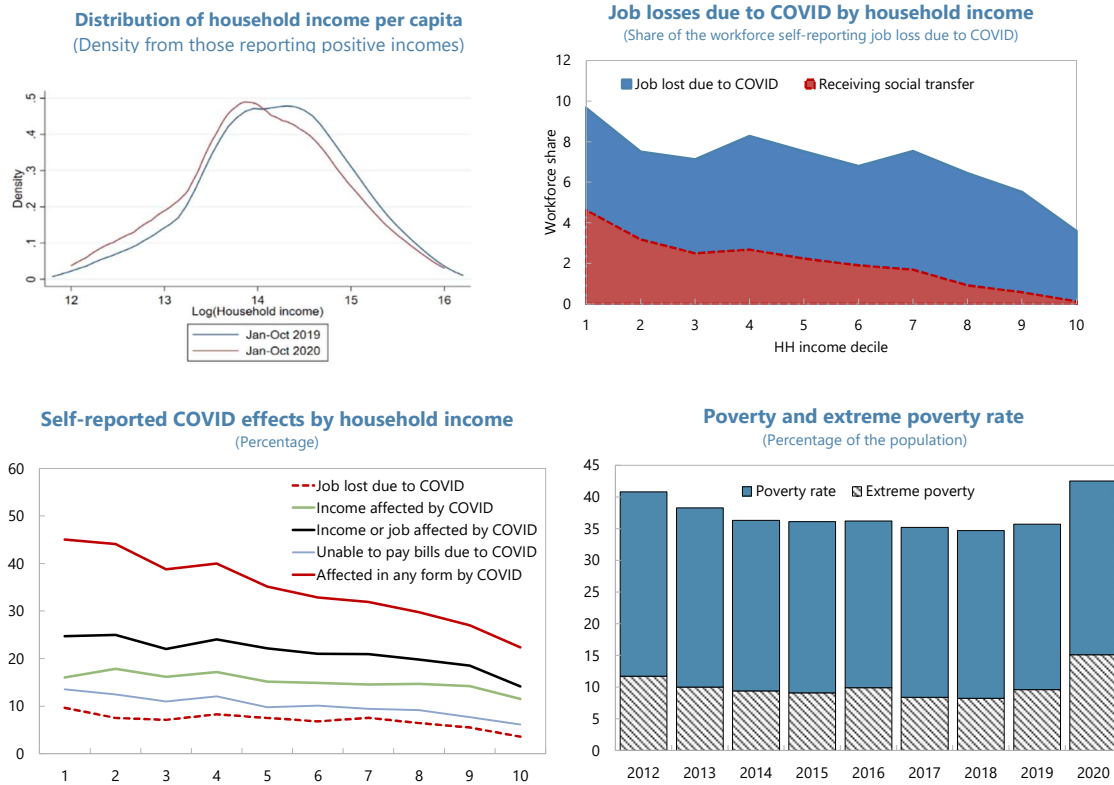 Distribution of household income per capita
(Density from those reporting positive incomes)
.5
.4
.3
.2
.1
0
Density
12 13 14 15 16
Log(Household income)
Jan-Oct 2019
Jan-Oct 2020
Job losses due to COVID by household income
(Share of the workforce self-reporting job loss due to COVID)
12
10
8
6
4
2
0
Workforce share
Job lost due to COVID
Receiving social transfer
1 2 3 4 5 6 7 8 9 10
HH income decile
Self-reported COVID effects by household income
(Percentage)
60
50
40
30
20
10
0
Job lost due to COVID
Income affected by COVID
Income or job affected by COVID
Unable to pay bills due to COVID
Affected in any form by COVID
1 2 3 4 5 6 7 8 9 10
Poverty and extreme poverty rate
(Percentage of the population)
45
40
35
30
25
20
15
10
5
0
Poverty rate
Extreme poverty
2012 2013 2014 2015 2016 2017 2018 2019 2020